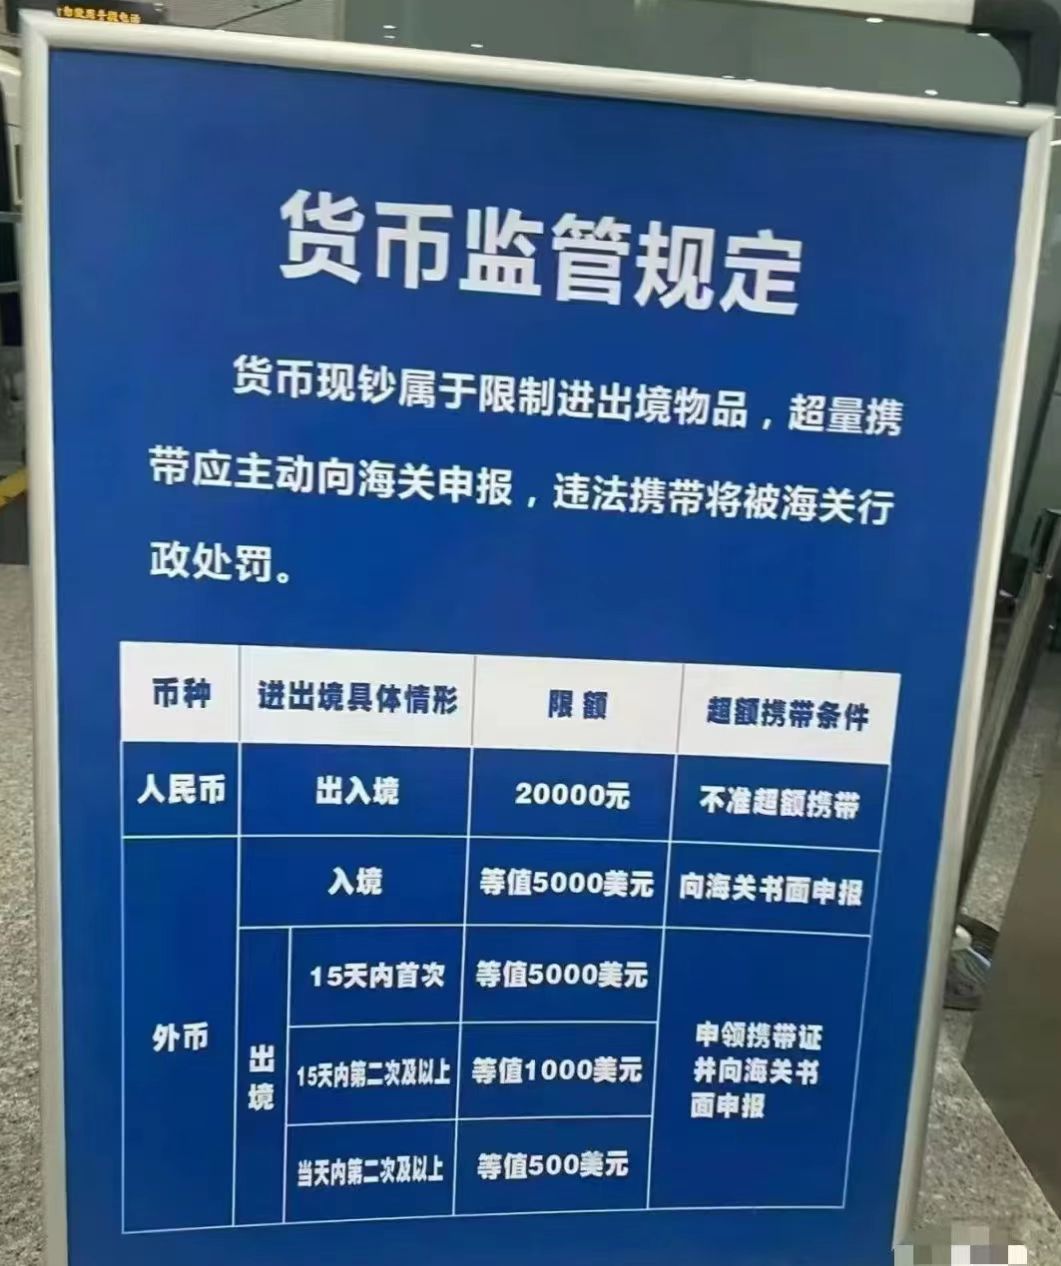 货币监管规定
货币现钞属于限制进出境物品，超量携
带应主动向海关申报，违法携带将被海关行
政处罚。
币种 进出境具体情形 限额 超额携带条件
人民币 出入境 20000元 不准超额携带
外币 入境 等值5000美元 向海关书面申报
出境 15天内首次 等值5000美元 申领携带证
并向海关书
面申报
15天内第二次及以上 等值1000美元
当天内第二次及以上 等值500美元